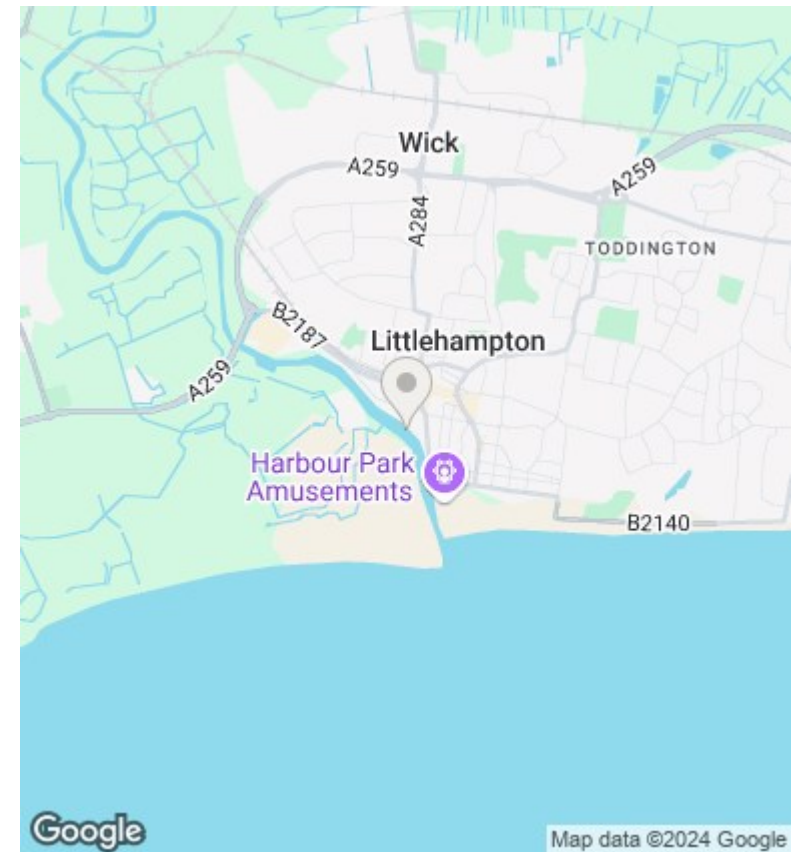 Wick
A259
A284
A259
TODDINGTON
B2187
Littlehampton
A259
Harbour Park
Amusements
B2140
Google
Map data ©2024 Google